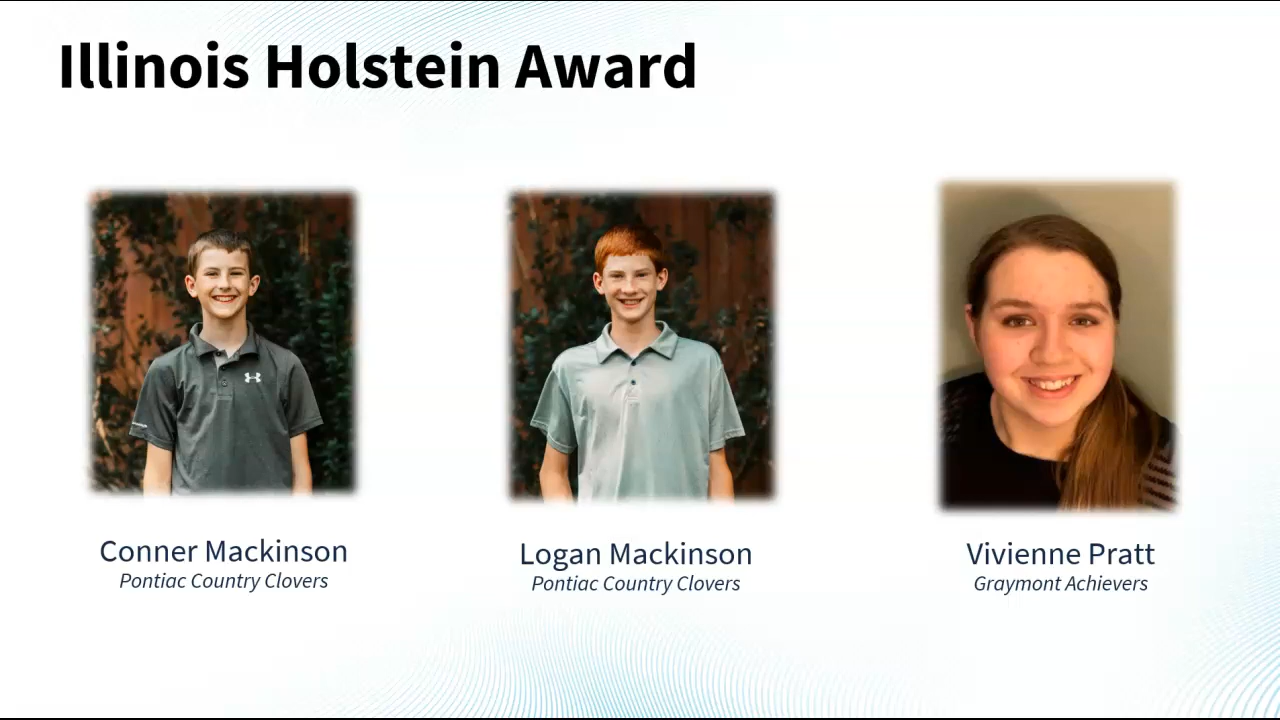 Illinois Holstein Award
Conner Mackinson
Pontiac Country Clovers
Logan Mackinson
Pontiac Country Clovers
Vivienne Pratt
Graymont Achievers